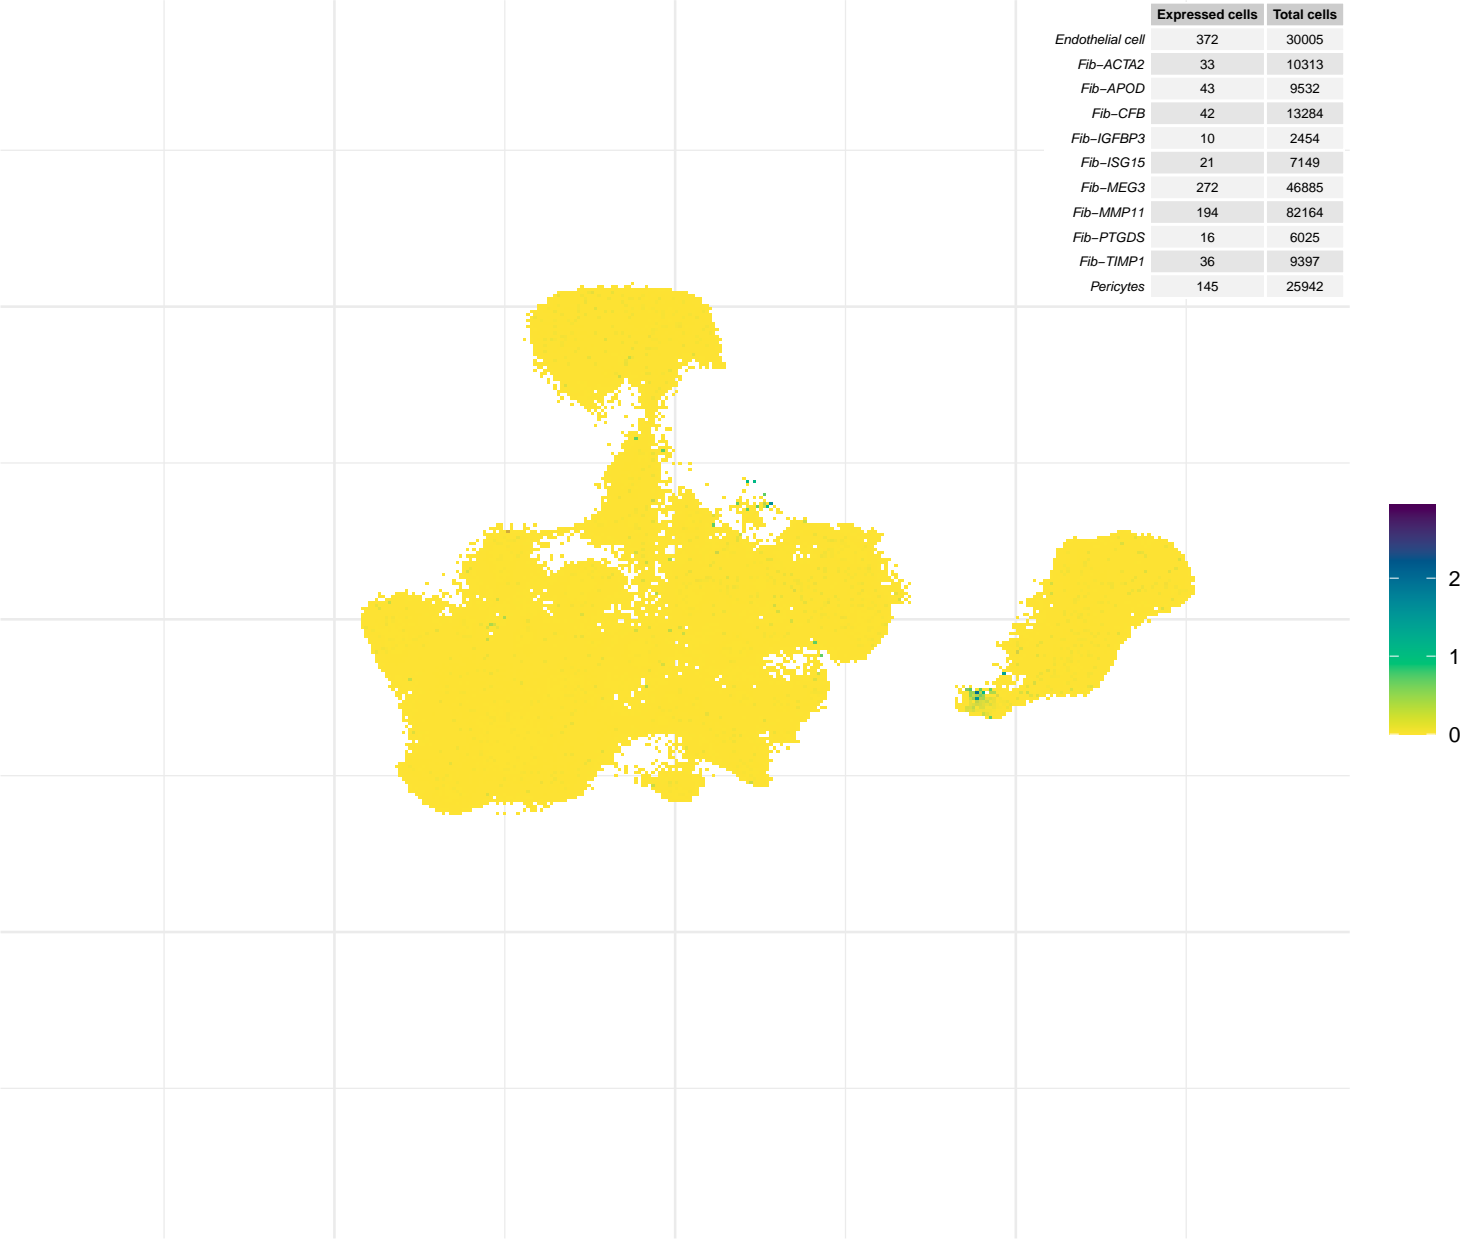 Expressed cells Total cells
Endothelial cell 372 30005
Fib−ACTA2 33 10313
Fib−APOD 43 9532
Fib−CFB 42 13284
Fib−IGFBP3 10 2454
Fib−ISG15 21 7149
Fib−MEG3 272 46885
Fib−MMP11 194 82164
Fib−PTGDS 16 6025
Fib−TIMP1 36 9397
Pericytes 145 25942
2
1
0